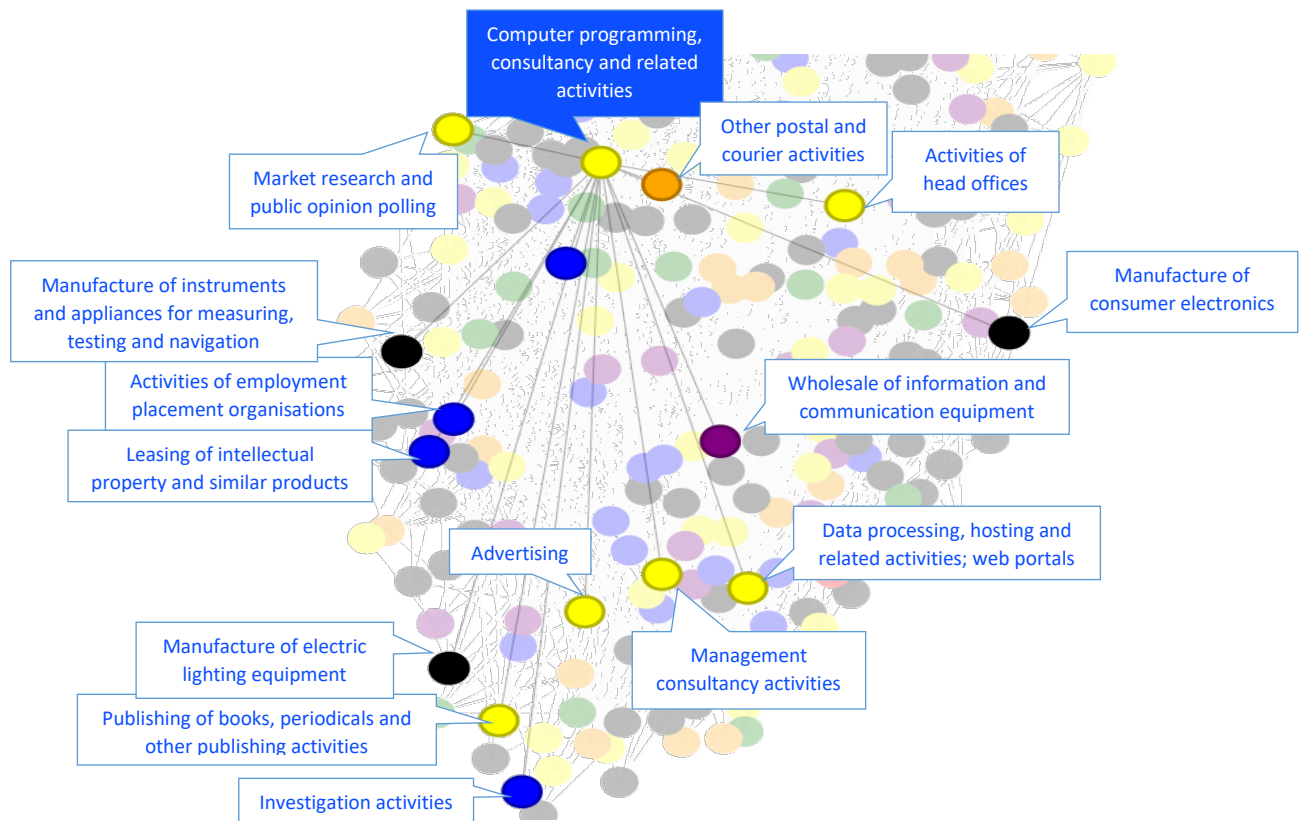 Computer programming,
consultancy and related
activities
Other postal and
courier activities
Activities of
head offices
Market research and
public opinion polling
Manufacture of instruments
and appliances for measuring,
testing and navigation
Manufacture of
consumer electronics
Activities of employment
placement organisations
Wholesale of information and
communication equipment
Leasing of intellectual
property and similar products
Data processing, hosting and
related activities; web portals
Advertising
Manufacture of electric
lighting equipment
Management
consultancy activities
Publishing of books, periodicals and
other publishing activities
Investigation activities